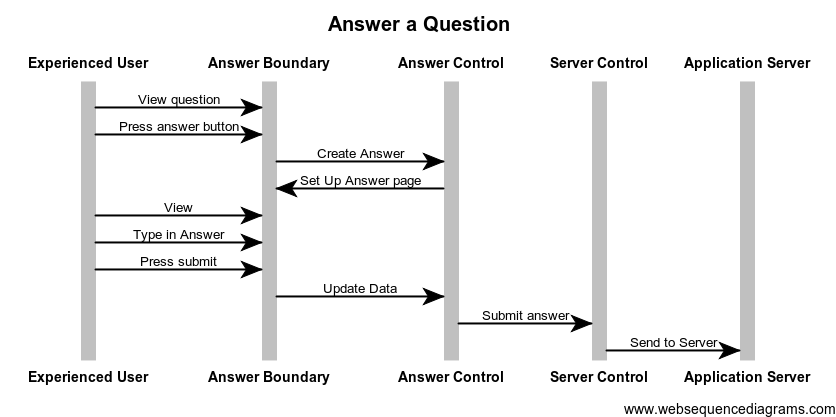 Answer a Question
Experienced User Answer Boundary Answer Control Server Control Application Server
View question
Press answer button
Create Answer
Set Up Answer page
View
Type in Answer
Press submit
Update Data
Submit answer
Send to Server
Experienced User Answer Boundary Answer Control Server Control Application Server
www.websequencediagrams.com